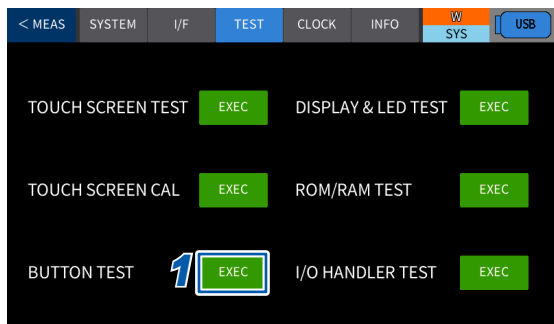 < MEAS SYSTEM I/F TEST CLOCK INFO W USB
SYS
TOUCH SCREEN TEST EXEC DISPLAY & LED TEST EXEC
TOUCH SCREEN CAL EXEC ROM/RAM TEST EXEC
BUTTON TEST 1 EXEC I/O HANDLER TEST EXEC